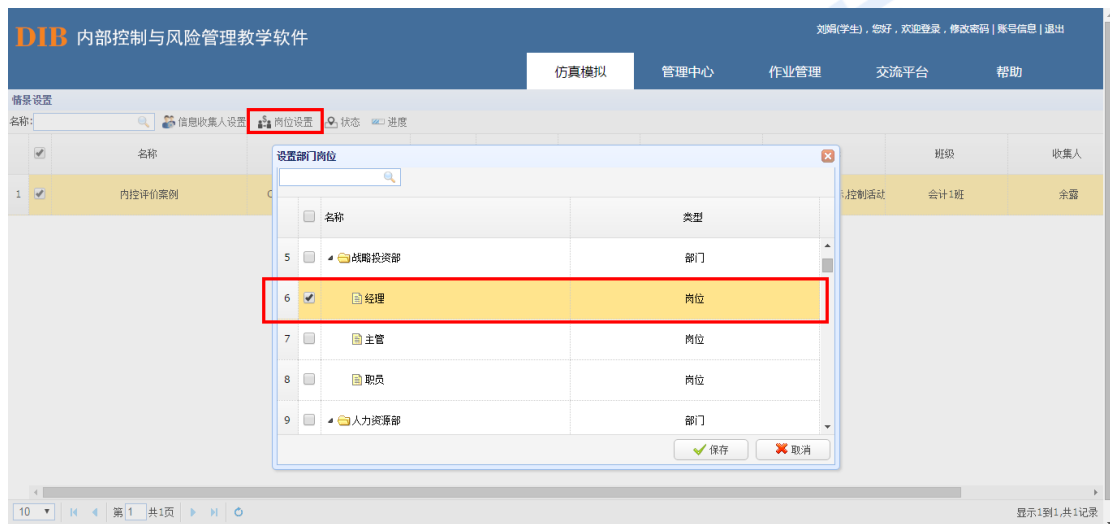 DIB 内部控制与风险管理教学软件
刘娟(学生),您好,欢迎登录,修改密码|账号信息|退出
仿真模拟 管理中心 作业管理 交流平台 帮助
情景设置
名称: 信息收集人设置 岗位设置 状态 进度
名称 班级 收集人
1 内控评价案例 控制活动 会计1班 余露
设置部门岗位
名称 类型
5 战略投资部 部门
6 经理 岗位
7 主管 岗位
8 职员 岗位
9 人力资源部 部门
保存 取消
10 第 1 共1页 显示1到1,共1记录